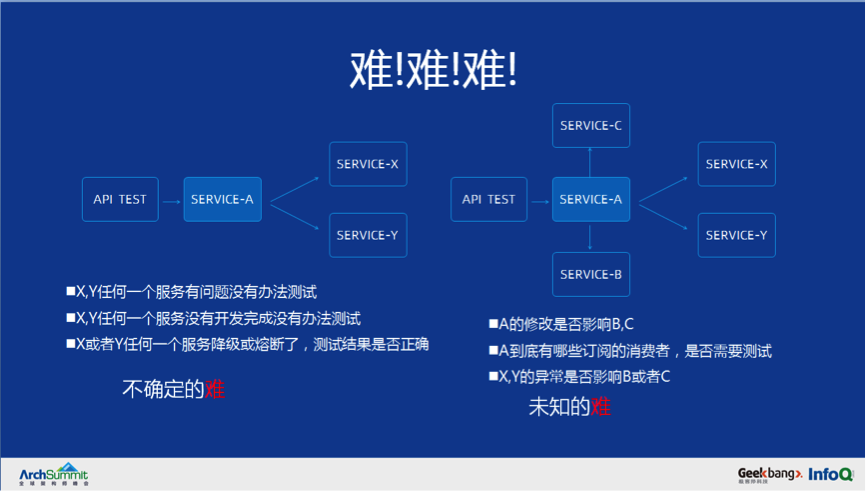 难!难!难!
API TEST
SERVICE-A
SERVICE-X
SERVICE-Y
■X,Y任何一个服务有问题没有办法测试
■X,Y任何一个服务没有开发完成没有办法测试
■X或者Y任何一个服务降级或熔断了，测试结果是否正确
不确定的难
SERVICE-C
API TEST
SERVICE-A
SERVICE-X
SERVICE-Y
SERVICE-B
■A的修改是否影响B,C
■A到底有哪些订阅的消费者，是否需要测试
■X,Y的异常是否影响B或者C
未知的难
ArchSummit
全球架构师峰会
Geekbang>.
极客邦科技
InfoQ